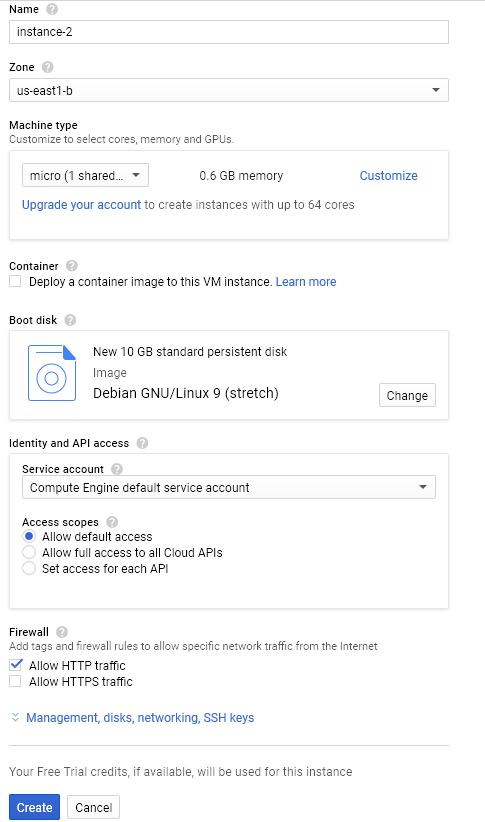 Name
instance-2
Zone
us-east1-b
Machine type
Customize to select cores, memory and GPUs.
micro (1 shared...
0.6 GB memory
Customize
Upgrade your account to create instances with up to 64 cores
Container
Deploy a container image to this VM instance. Learn more
Boot disk
New 10 GB standard persistent disk
Image
Debian GNU/Linux 9 (stretch)
Change
Identity and API access
Service account
Compute Engine default service account
Access scopes
Allow default access
Allow full access to all Cloud APIs
Set access for each API
Firewall
Add tags and firewall rules to allow specific network traffic from the Internet
Allow HTTP traffic
Allow HTTPS traffic
Management, disks, networking, SSH keys
Your Free Trial credits, if available, will be used for this instance
Create
Cancel